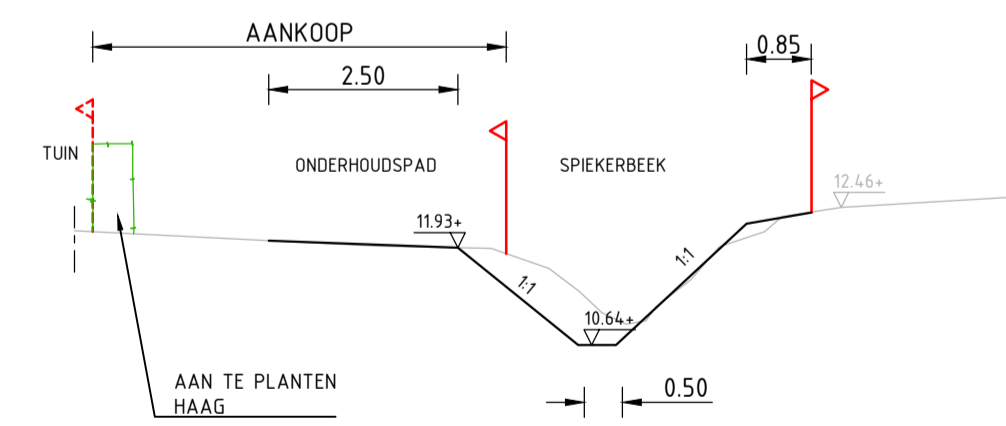 AANKOOP
2.50
0.85
TUIN
ONDERHOUDSPAD
SPIEKERBEEK
12.46+
11.93+
1:1
1:1
10.64+
AAN TE PLANTEN
HAAG
0.50